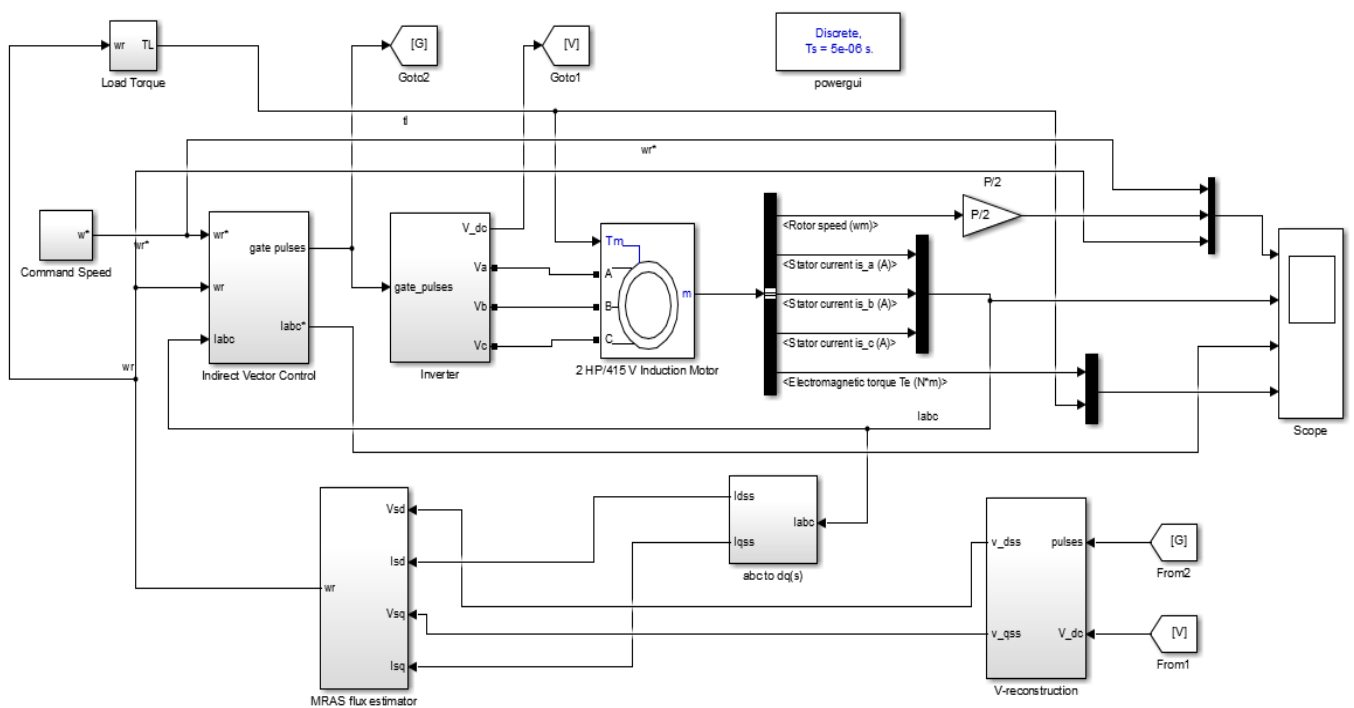 wr
TL
Load Torque
[G]
Goto2
[V]
Goto1
Discrete,
Ts = 5e-06 s.
powergui
tl
wr*
P/2
P/2
w*
Command Speed
wr*
wr*
gate pulses
wr
Iabc*
Iabc
Indirect Vector Control
wr
V_dc
Va
gate_pulses
Vb
Vc
Inverter
Tm
A
B
C
m
2 HP/415 V Induction Motor
<Rotor speed (wm)>
<Stator current is_a (A)>
<Stator current is_b (A)>
<Stator current is_c (A)>
<Electromagnetic torque Te (N*m)>
Iabc
Scope
Vsd
Isd
wr
Vsq
Isq
MRAS flux estimator
Idss
Iabc
Iqss
abc to dq(s)
v_dss
pulses
v_qss
V_dc
V-reconstruction
[G]
From2
[V]
From1